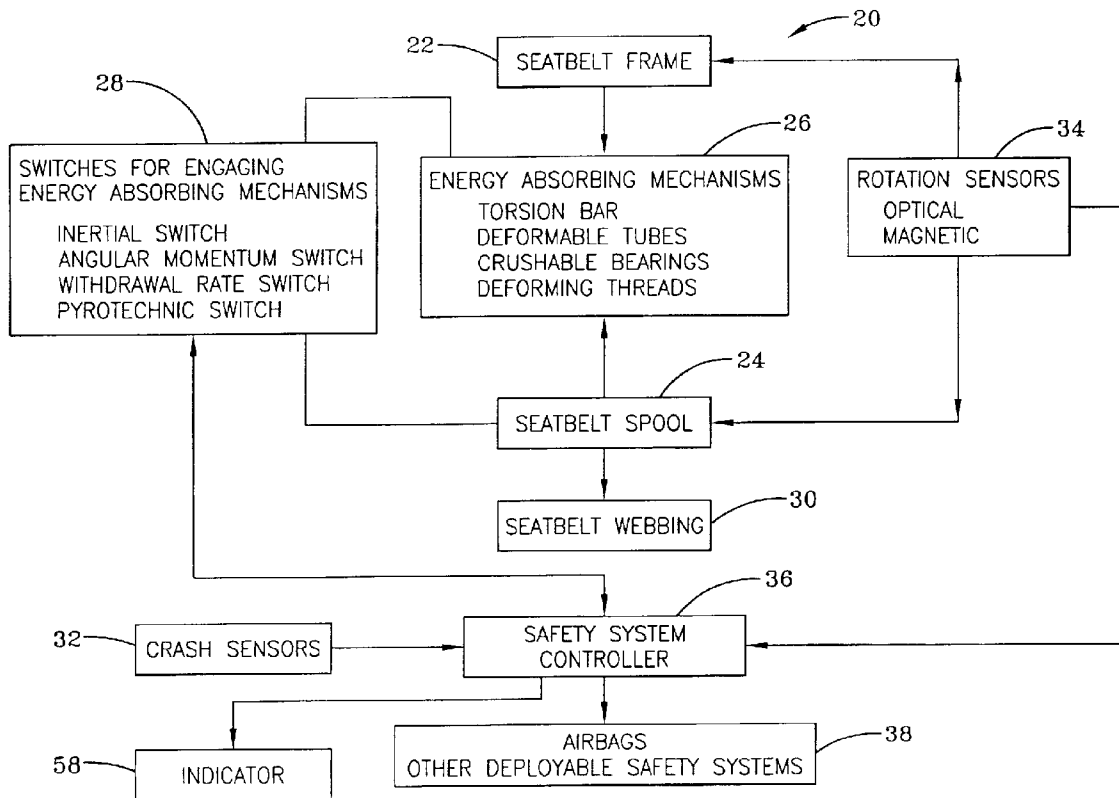 20
22
SEATBELT FRAME
28
26
34
SWITCHES FOR ENGAGING
ENERGY ABSORBING MECHANISMS
INERTIAL SWITCH
ANGULAR MOMENTUM SWITCH
WITHDRAWAL RATE SWITCH
PYROTECHNIC SWITCH
ENERGY ABSORBING MECHANISMS
TORSION BAR
DEFORMABLE TUBES
CRUSHABLE BEARINGS
DEFORMING THREADS
ROTATION SENSORS
OPTICAL
MAGNETIC
24
SEATBELT SPOOL
30
SEATBELT WEBBING
36
32
CRASH SENSORS
SAFETY SYSTEM
CONTROLLER
58
INDICATOR
AIRBAGS
OTHER DEPLOYABLE SAFETY SYSTEMS
38